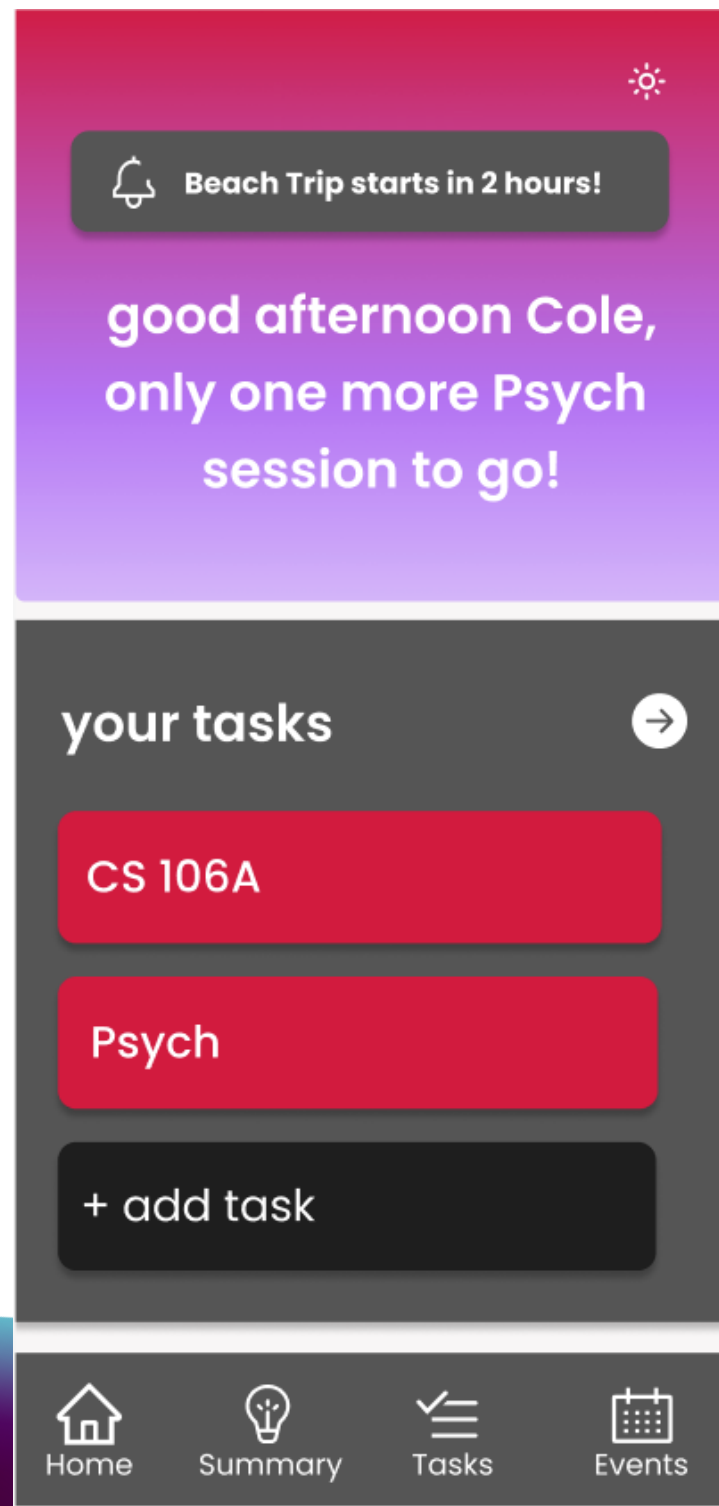 Beach Trip starts in 2 hours!
good afternoon Cole,
only one more Psych
session to go!
your tasks
CS 106A
Psych
+ add task
Home
Summary
Tasks
Events